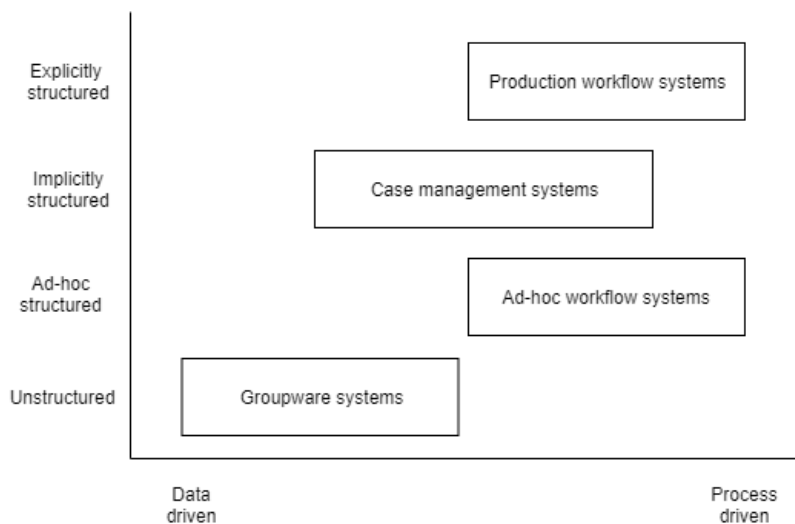 Explicitly
structured
Production workflow systems
Implicitly
structured
Case management systems
Ad-hoc
structured
Ad-hoc workflow systems
Unstructured
Groupware systems
Data
driven
Process
driven